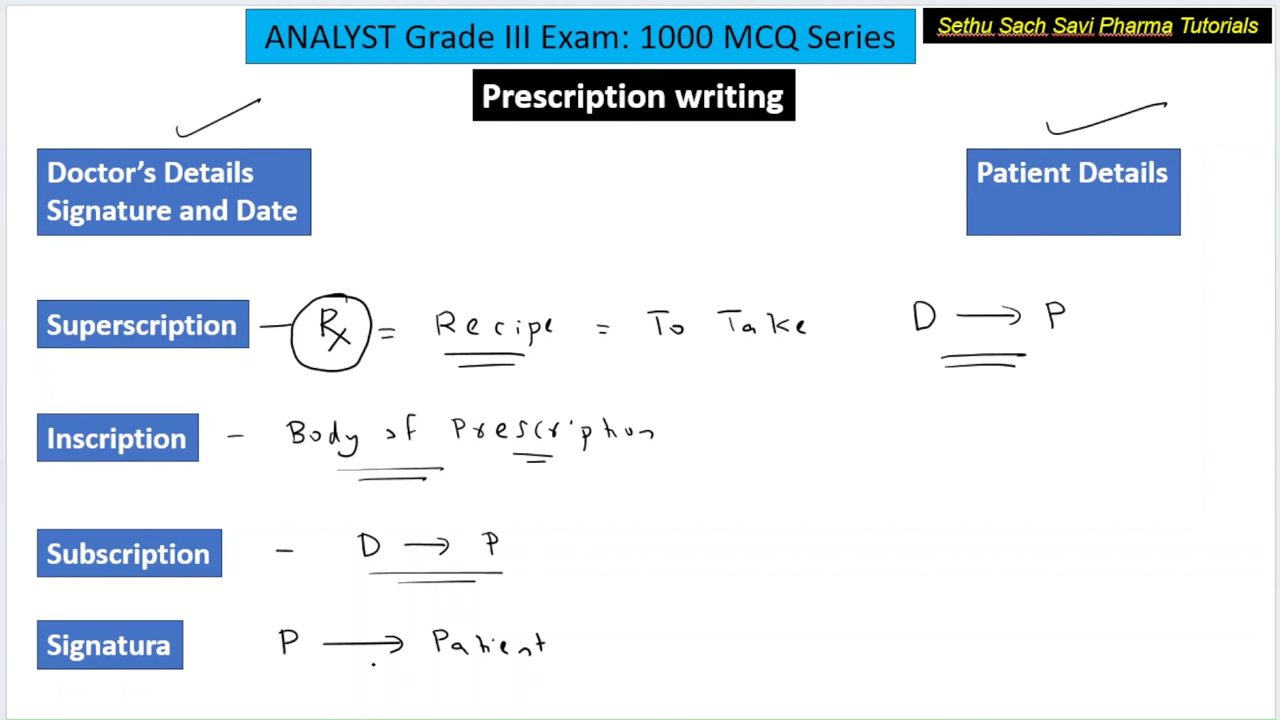 ANALYST Grade III Exam: 1000 MCQ Series
Sethu Sach Savi Pharma Tutorials
Prescription writing
Doctor's Details
Signature and Date
Patient Details
Superscription — Rx = Recipe = To Take D → P
Inscription - Body of Prescription
Subscription - D → P
Signatura P → Patient